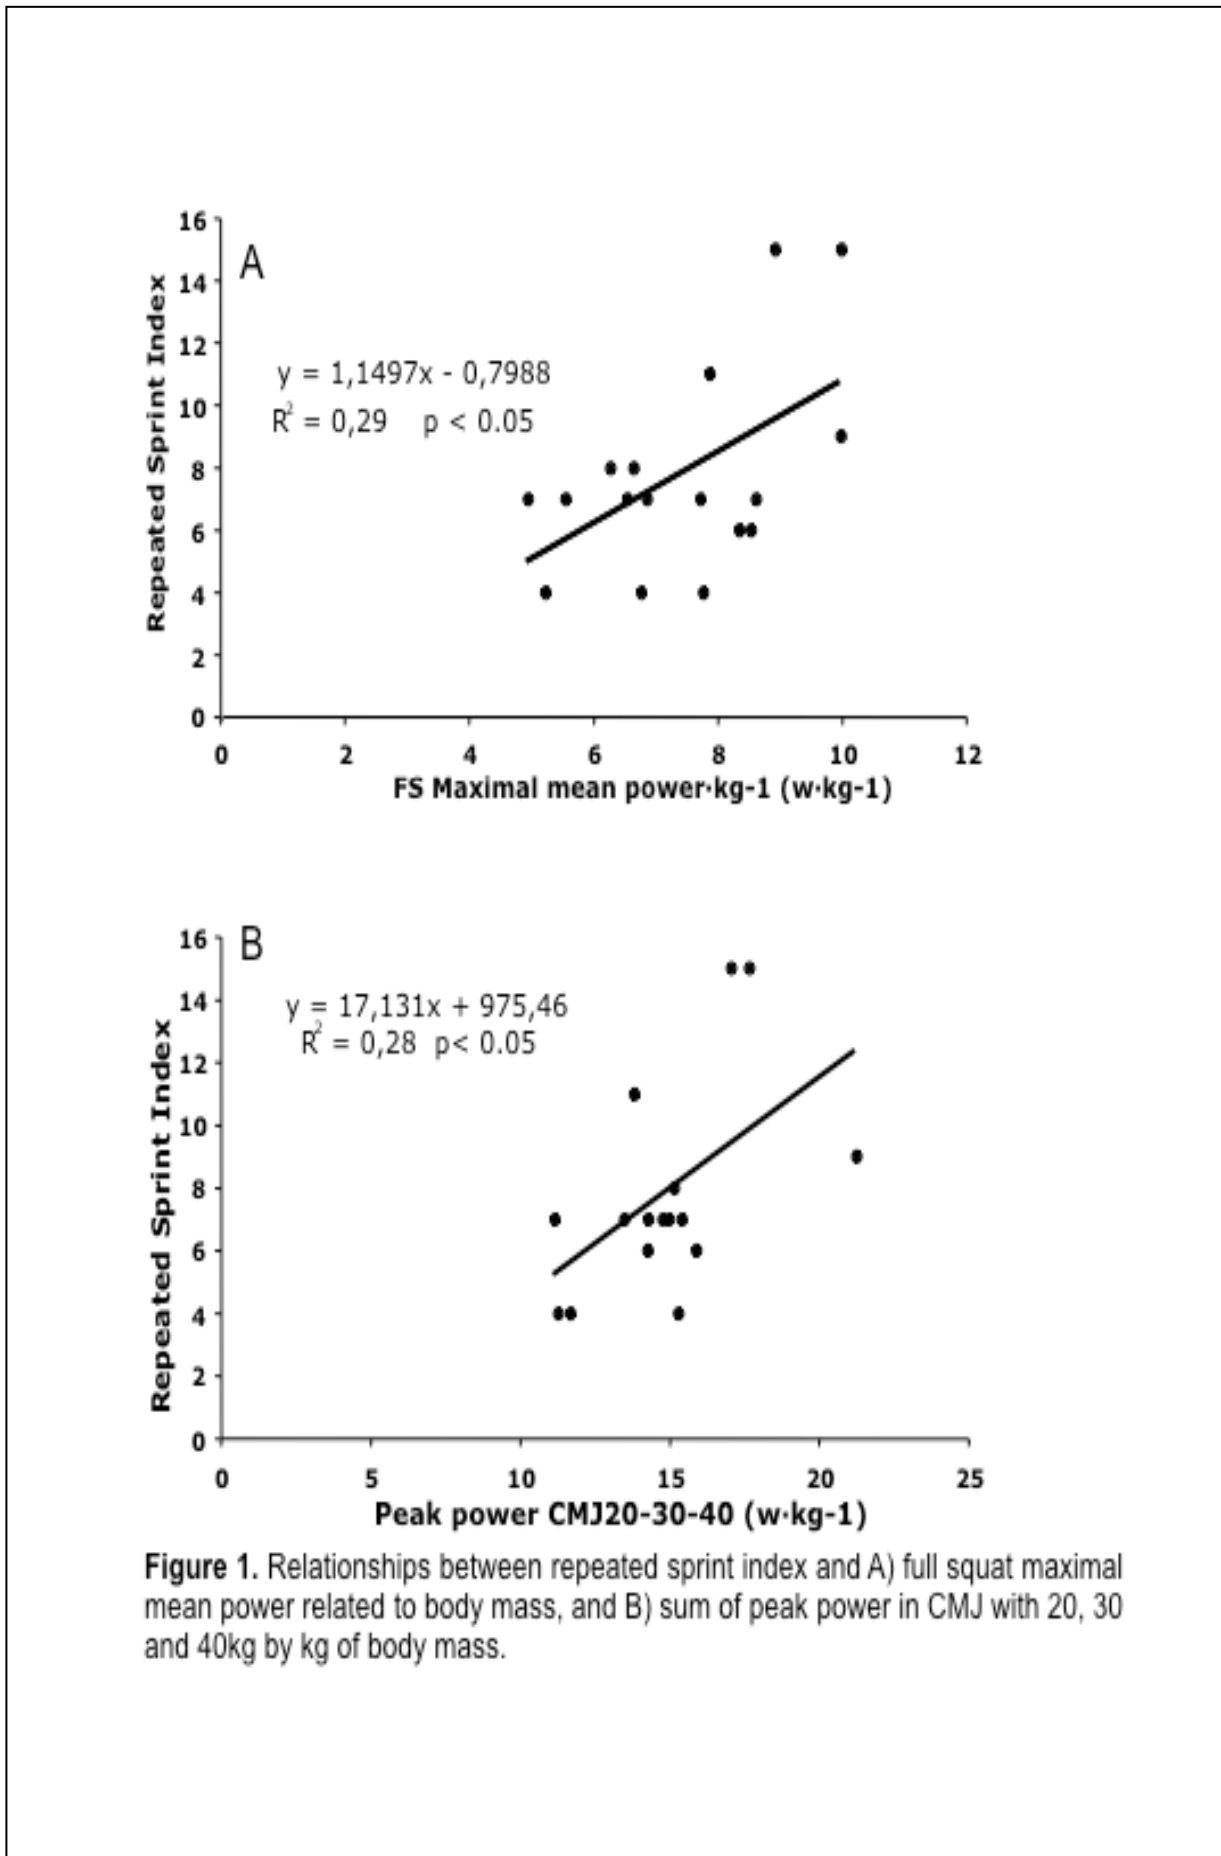 A
16
14
12
10
8
6
4
2
0
Repeated Sprint Index
y = 1,1497x - 0,7988
R² = 0,29 p < 0.05
0 2 4 6 8 10 12
FS Maximal mean power·kg-1 (w·kg-1)
B
16
14
12
10
8
6
4
2
0
Repeated Sprint Index
y = 17,131x + 975,46
R² = 0,28 p< 0.05
0 5 10 15 20 25
Peak power CMJ20-30-40 (w·kg-1)
Figure 1. Relationships between repeated sprint index and A) full squat maximal
mean power related to body mass, and B) sum of peak power in CMJ with 20, 30
and 40kg by kg of body mass.